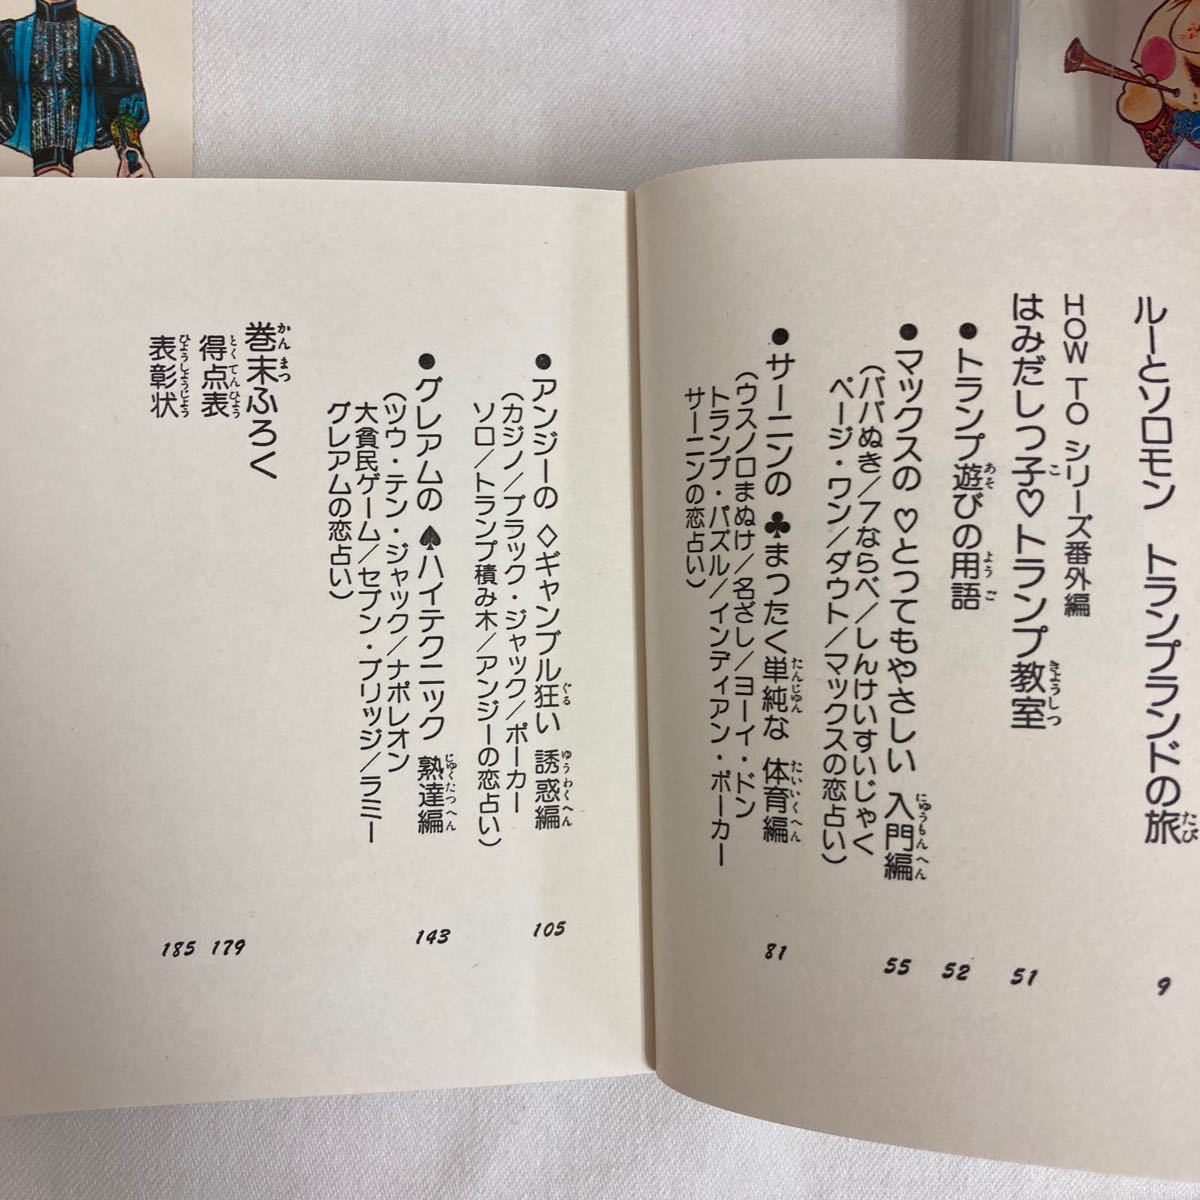 ルーとソロモン トランプランドの旅 9
HOW TO シリーズ番外編
はみだしっ子♡トランプ教室 51
●トランプ遊びの用語 52
●マックスの ♡とってもやさしい 入門編 55
(ババぬき/7ならべ/しんけいすいじゃく
ページ・ワン/ダウト/マックスの恋占い)
●サーニンの ♣まったく単純な 体育編 81
(ウスノロまぬけ/名ざし/ヨーイ・ドン
トランプ・パズル/インディアン・ポーカー
サーニンの恋占い)
●アンジーの ◇ギャンブル狂い 誘惑編 105
(カジノ/ブラック・ジャック/ポーカー
ソロ/トランプ積み木/アンジーの恋占い)
●グレアムの ♠ハイテクニック 熟達編 143
(ツウ・テン・ジャック/ナポレオン
大貧民ゲーム/セブン・ブリッジ/ラミー
グレアムの恋占い)
巻末ふろく
得点表 179
表彰状 185